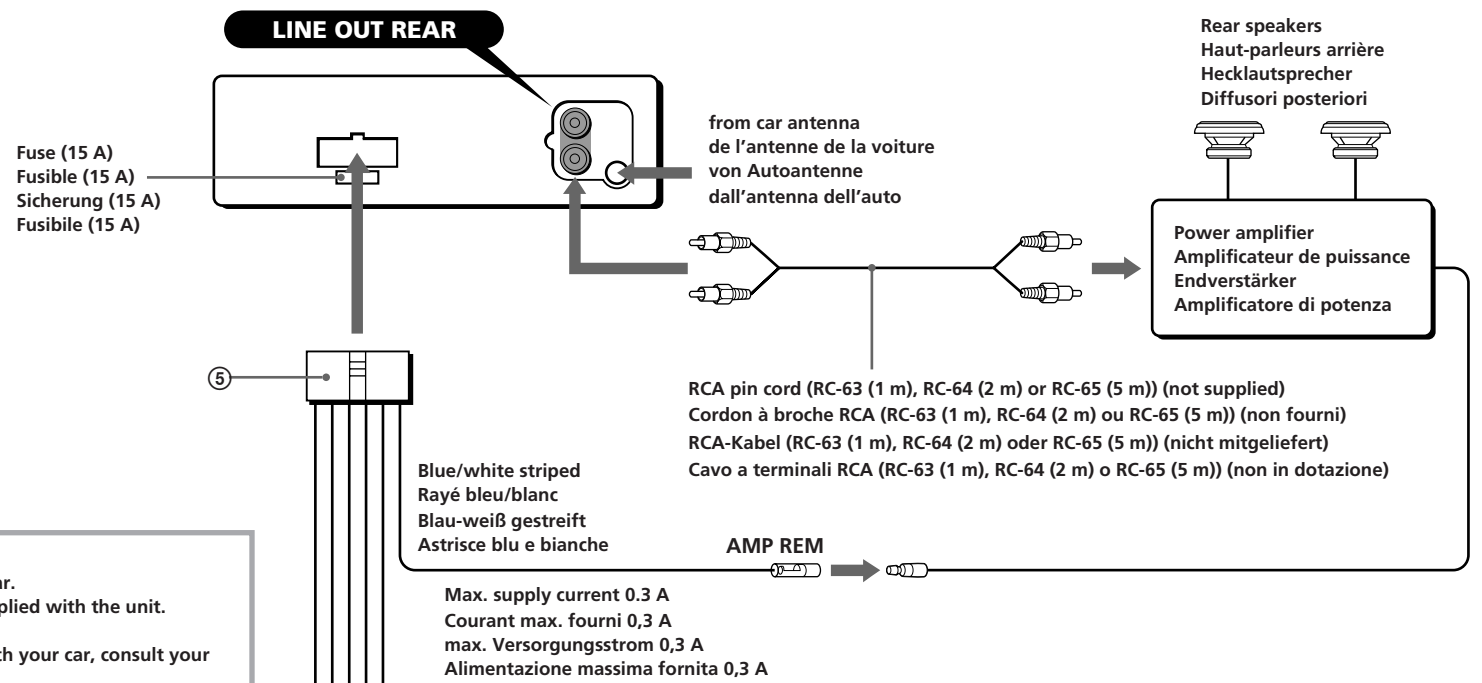 LINE OUT REAR
Rear speakers
Haut-parleurs arrière
Hecklautsprecher
Diffusori posteriori
Fuse (15 A)
Fusible (15 A)
Sicherung (15 A)
Fusibile (15 A)
from car antenna
de l’antenne de la voiture
von Autoantenne
dall’antenna dell’auto
Power amplifier
Amplificateur de puissance
Endverstärker
Amplificatore di potenza
⑤
RCA pin cord (RC-63 (1 m), RC-64 (2 m) or RC-65 (5 m)) (not supplied)
Cordon à broche RCA (RC-63 (1 m), RC-64 (2 m) ou RC-65 (5 m)) (non fourni)
RCA-Kabel (RC-63 (1 m), RC-64 (2 m) oder RC-65 (5 m)) (nicht mitgeliefert)
Cavo a terminali RCA (RC-63 (1 m), RC-64 (2 m) o RC-65 (5 m)) (non in dotazione)
Blue/white striped
Rayé bleu/blanc
Blau-weiß gestreift
Astrisce blu e bianche
AMP REM
Max. supply current 0.3 A
Courant max. fourni 0,3 A
max. Versorgungsstrom 0,3 A
Alimentazione massima fornita 0,3 A
with the unit.
your car, consult your